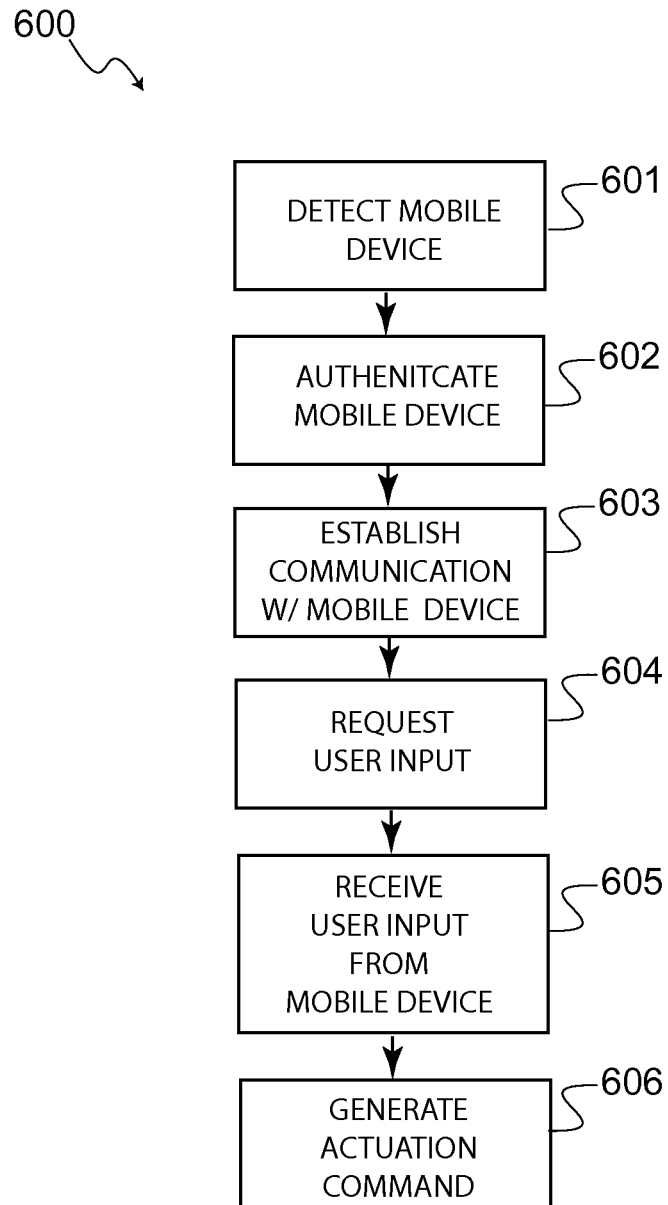 600
DETECT MOBILE
DEVICE
601
AUTHENITCATE
MOBILE DEVICE
602
ESTABLISH
COMMUNICATION
W/ MOBILE DEVICE
603
REQUEST
USER INPUT
604
RECEIVE
USER INPUT
FROM
MOBILE DEVICE
605
GENERATE
ACTUATION
COMMAND
606